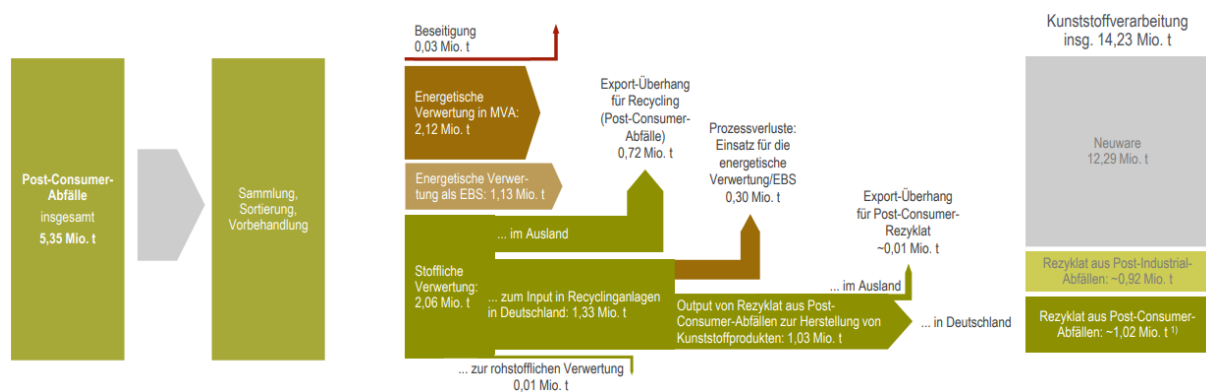 Post-Consumer-
Abfälle
insgesamt
5,35 Mio. t
Sammlung,
Sortierung,
Vorbehandlung
Beseitigung
0,03 Mio. t
Energetische
Verwertung in MVA:
2,12 Mio. t
Energetische Verwer-
tung als EBS: 1,13 Mio. t
Stoffliche
Verwertung:
2,06 Mio. t
... im Ausland
Export-Überhang
für Recycling
(Post-Consumer-
Abfälle)
0,72 Mio. t
... zum Input in Recyclinganlagen
in Deutschland: 1,33 Mio. t
... zur rohstofflichen Verwertung
0,01 Mio. t
Prozessverluste:
Einsatz für die
energetische
Verwertung/EBS
0,30 Mio. t
Output von Rezyklat aus Post-
Consumer-Abfällen zur Herstellung von
Kunststoffprodukten: 1,03 Mio. t
Export-Überhang
für Post-Consumer-
Rezyklat
~0,01 Mio. t
... im Ausland
... in Deutschland
Kunststoffverarbeitung
insg. 14,23 Mio. t
Neuware
12,29 Mio. t
Rezyklat aus Post-Industrial-
Abfällen: ~0,92 Mio. t
Rezyklat aus Post-Consumer-
Abfällen: ~1,02 Mio. t ¹⁾